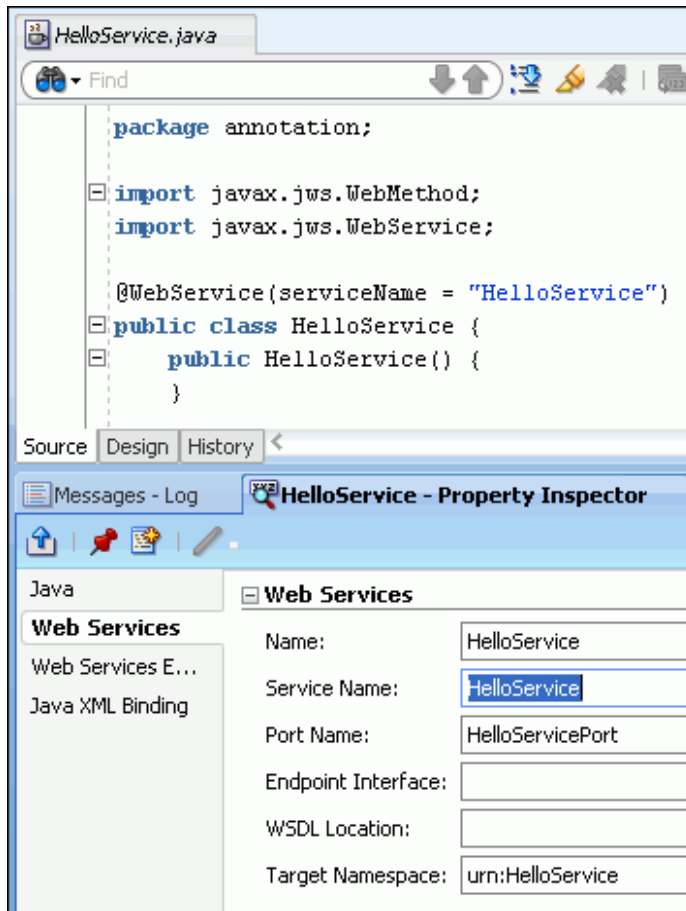 HelloService.java
Find
package annotation;
import javax.jws.WebMethod;
import javax.jws.WebService;
@WebService(serviceName = "HelloService")
public class HelloService {
public HelloService() {
}
Source Design History
Messages - Log HelloService - Property Inspector
Java
Web Services
Web Services E...
Java XML Binding
Web Services
Name: HelloService
Service Name: HelloService
Port Name: HelloServicePort
Endpoint Interface:
WSDL Location:
Target Namespace: urn:HelloService